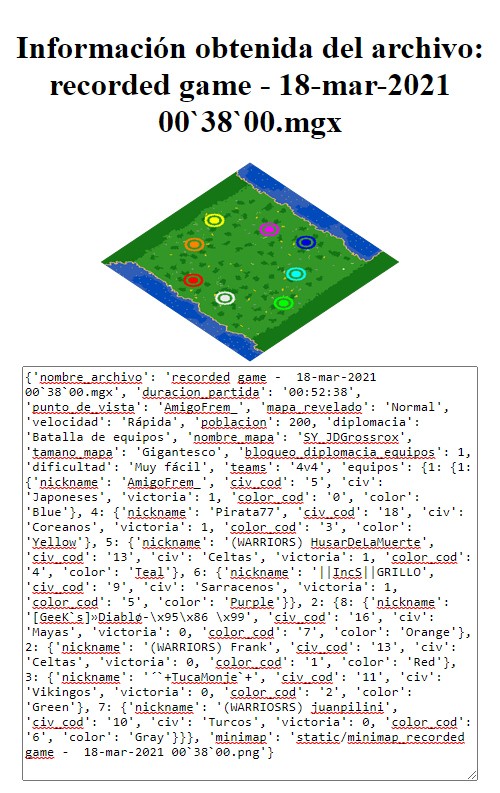 Información obtenida del archivo:
recorded game - 18-mar-2021
00`38`00.mgx
{'nombre_archivo': 'recorded game -  18-mar-2021
00`38`00.mgx', 'duracion_partida': '00:52:38',
'punto_de_vista': 'AmigoFrem_', 'mapa_revelado': 'Normal',
'velocidad': 'Rápida', 'poblacion': 200, 'diplomacia':
'Batalla de equipos', 'nombre_mapa': 'SY_JDGrossrox',
'tamano_mapa': 'Gigantesco', 'bloqueo_diplomacia_equipos': 1,
'dificultad': 'Muy fácil', 'teams': '4v4', 'equipos': {1: {1:
{'nickname': 'AmigoFrem_', 'civ_cod': '5', 'civ':
'Japoneses', 'victoria': 1, 'color_cod': '0', 'color':
'Blue'}, 4: {'nickname': 'Pirata77', 'civ_cod': '18', 'civ':
'Coreanos', 'victoria': 1, 'color_cod': '3', 'color':
'Yellow'}, 5: {'nickname': '(WARRIORS) HusarDeLaMuerte',
'civ_cod': '13', 'civ': 'Celtas', 'victoria': 1, 'color_cod':
'4', 'color': 'Teal'}, 6: {'nickname': '||IncS||GRILLO',
'civ_cod': '9', 'civ': 'Sarracenos', 'victoria': 1,
'color_cod': '5', 'color': 'Purple'}}, 2: {8: {'nickname':
'[GeeK`s]»Diablø-\x95\x86 \x99', 'civ_cod': '16', 'civ':
'Mayas', 'victoria': 0, 'color_cod': '7', 'color': 'Orange'},
2: {'nickname': '(WARRIORS) Frank', 'civ_cod': '13', 'civ':
'Celtas', 'victoria': 0, 'color_cod': '1', 'color': 'Red'},
3: {'nickname': '´¨+TucaMonje`+', 'civ_cod': '11', 'civ':
'Vikingos', 'victoria': 0, 'color_cod': '2', 'color':
'Green'}, 7: {'nickname': '(WARRIOSRS) juanpilini',
'civ_cod': '10', 'civ': 'Turcos', 'victoria': 0, 'color_cod':
'6', 'color': 'Gray'}}}, 'minimap': 'static/minimap_recorded
game -  18-mar-2021 00`38`00.png'}